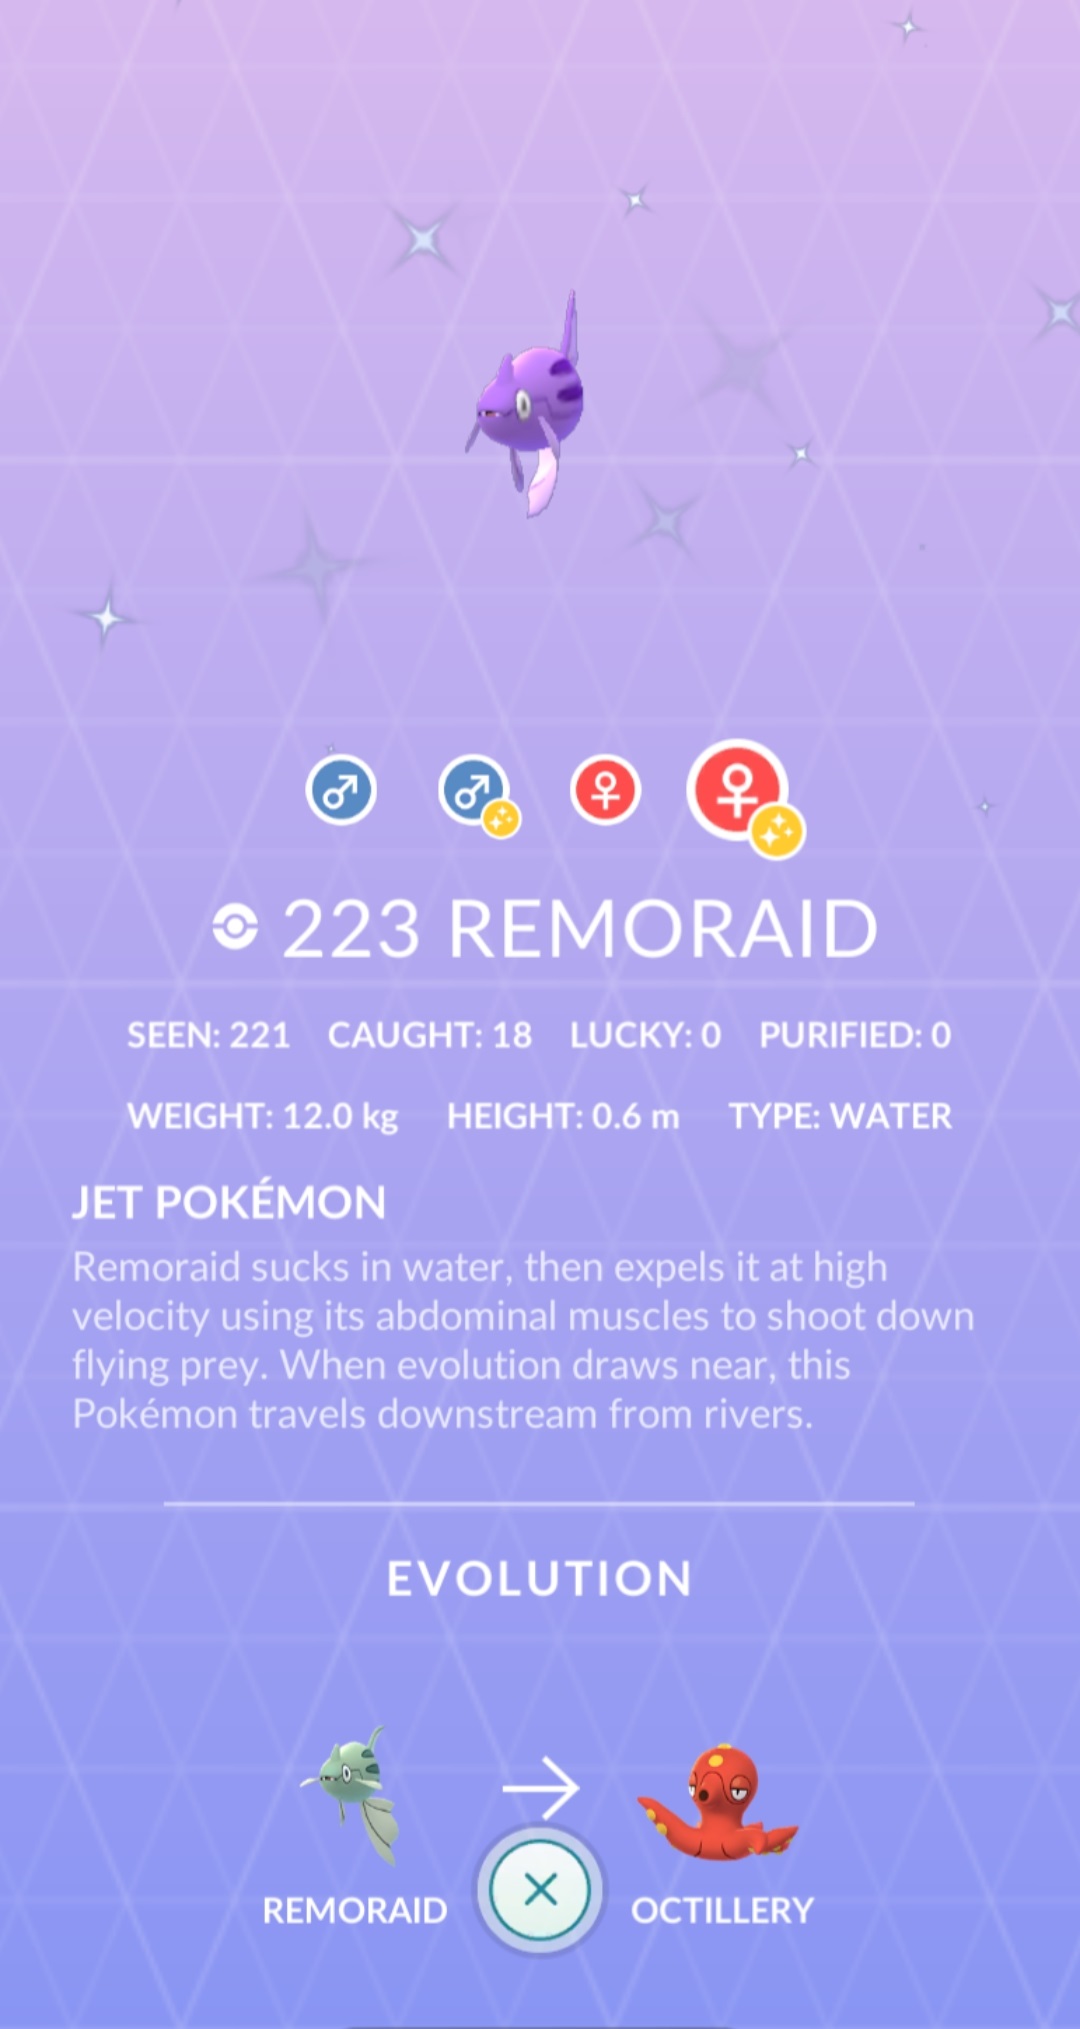 223 REMORAID
SEEN: 221 CAUGHT: 18 LUCKY: 0 PURIFIED: 0
WEIGHT: 12.0 kg HEIGHT: 0.6 m TYPE: WATER
JET POKÉMON
Remoraid sucks in water, then expels it at high
velocity using its abdominal muscles to shoot down
flying prey. When evolution draws near, this
Pokémon travels downstream from rivers.
EVOLUTION
REMORAID OCTILLERY